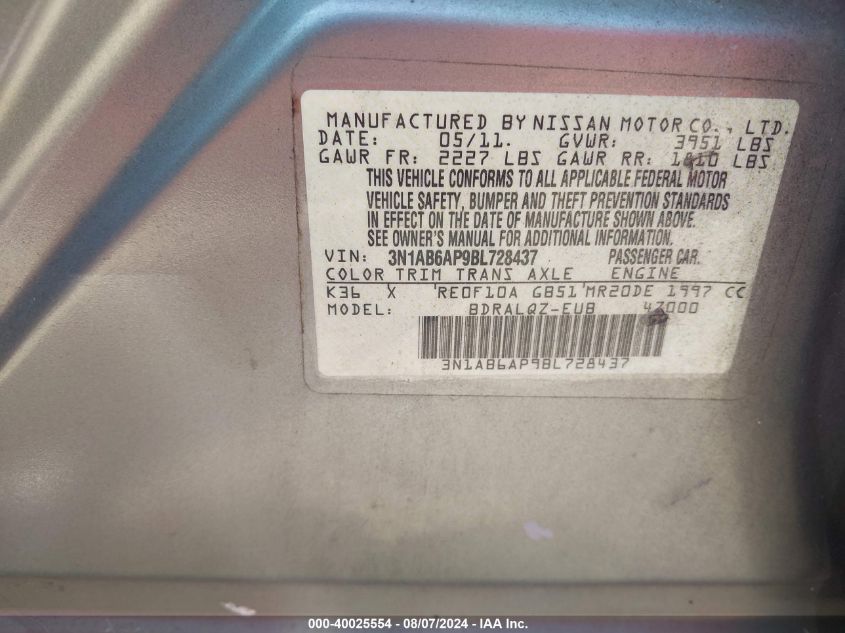 MANUFACTURED BY NISSAN MOTOR CO., LTD.
DATE: 05/11. GVWR: 3951 LBS
GAWR FR: 2227 LBS GAWR RR: 1810 LBS
THIS VEHICLE CONFORMS TO ALL APPLICABLE FEDERAL MOTOR
VEHICLE SAFETY, BUMPER AND THEFT PREVENTION STANDARDS
IN EFFECT ON THE DATE OF MANUFACTURE SHOWN ABOVE.
SEE OWNER'S MANUAL FOR ADDITIONAL INFORMATION.
VIN: 3N1AB6AP9BL728437 PASSENGER CAR.
COLOR TRIM TRANS AXLE ENGINE
K36 X RE0F10A GB51 MR20DE 1997 CC
MODEL: BDRALQZ-EUB
3N1AB6AP9BL728437
000-40025554 - 08/07/2024 - IAA Inc.